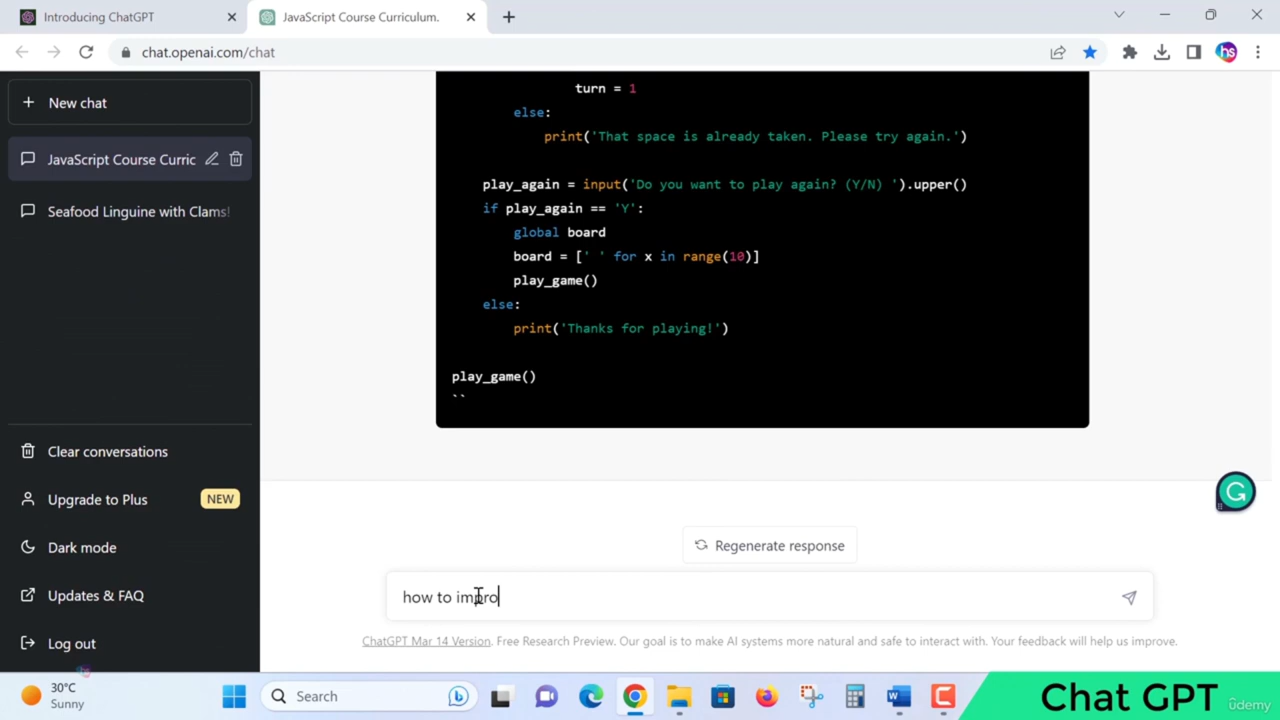 Introducing ChatGPT
JavaScript Course Curriculum.
chat.openai.com/chat
hs
New chat
JavaScript Course Curric
Seafood Linguine with Clams!
Clear conversations
Upgrade to Plus NEW
Dark mode
Updates & FAQ
Log out
turn = 1
else:
print('That space is already taken. Please try again.')
play_again = input('Do you want to play again? (Y/N) ').upper()
if play_again == 'Y':
global board
board = [' ' for x in range(10)]
play_game()
else:
print('Thanks for playing!')
play_game()
``
Regenerate response
how to impro
ChatGPT Mar 14 Version. Free Research Preview. Our goal is to make AI systems more natural and safe to interact with. Your feedback will help us improve.
30°C
Sunny
Search
Chat GPT
ûdemy